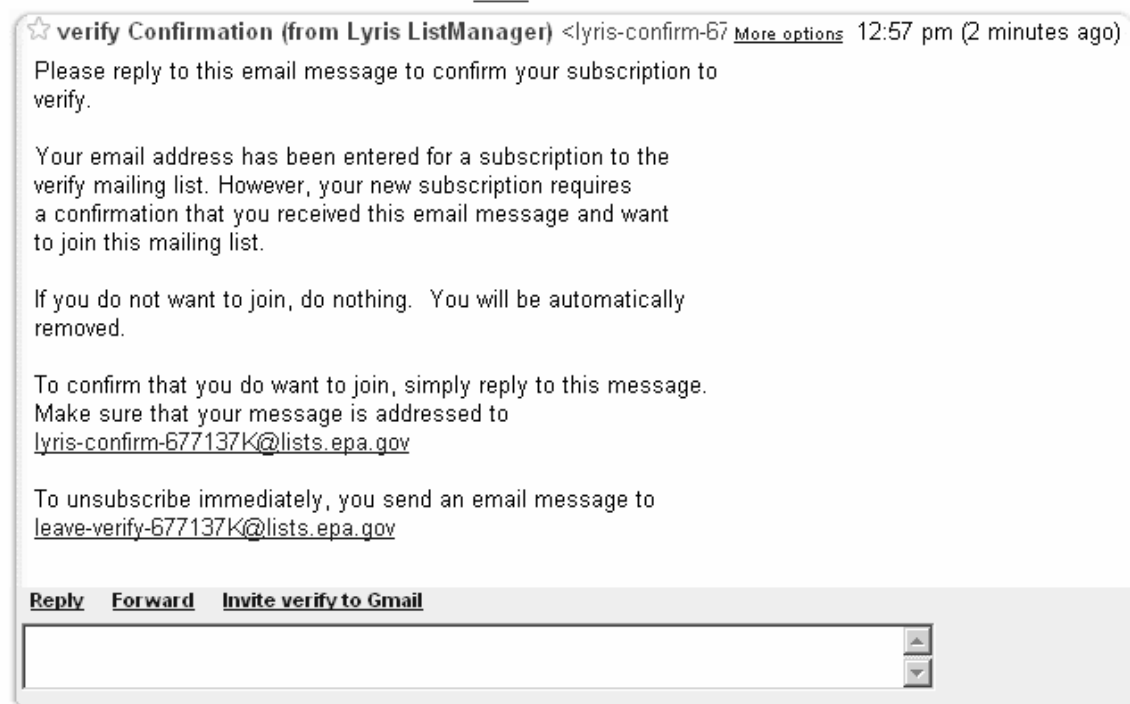 verify Confirmation (from Lyris ListManager) <lyris-confirm-67 More options 12:57 pm (2 minutes ago)
Please reply to this email message to confirm your subscription to
verify.
Your email address has been entered for a subscription to the
verify mailing list. However, your new subscription requires
a confirmation that you received this email message and want
to join this mailing list.
If you do not want to join, do nothing.  You will be automatically
removed.
To confirm that you do want to join, simply reply to this message.
Make sure that your message is addressed to
lyris-confirm-677137K@lists.epa.gov
To unsubscribe immediately, you send an email message to
leave-verify-677137K@lists.epa.gov
Reply Forward Invite verify to Gmail